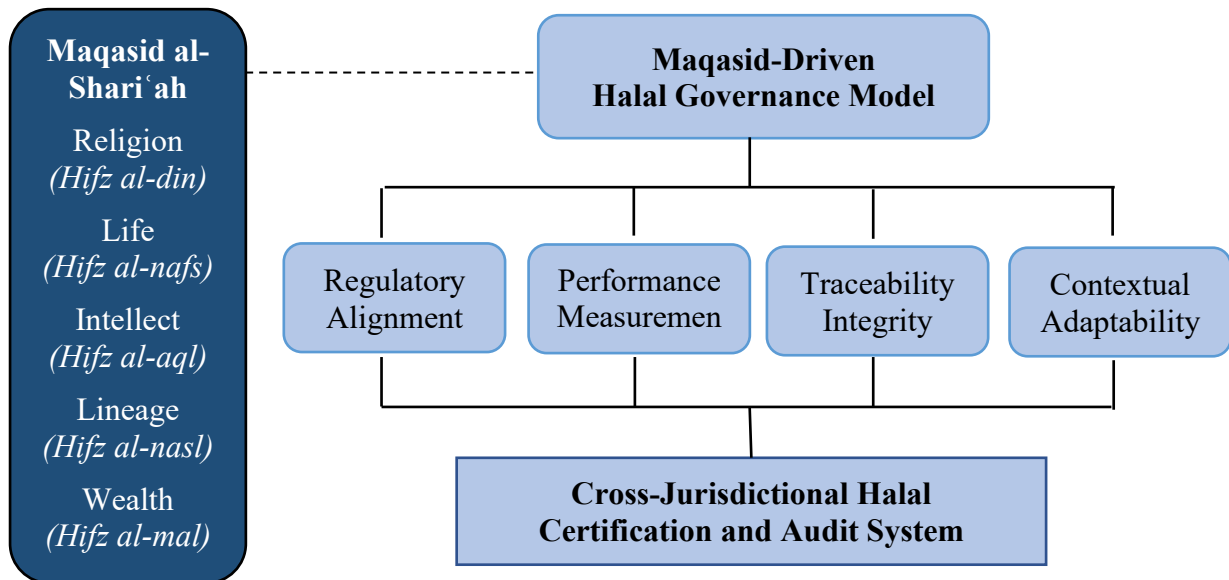 Maqasid al-
Shariʿah
Religion
(Hifz al-din)
Life
(Hifz al-nafs)
Intellect
(Hifz al-aql)
Lineage
(Hifz al-nasl)
Wealth
(Hifz al-mal)
Maqasid-Driven
Halal Governance Model
Regulatory
Alignment
Performance
Measuremen
Traceability
Integrity
Contextual
Adaptability
Cross-Jurisdictional Halal
Certification and Audit System